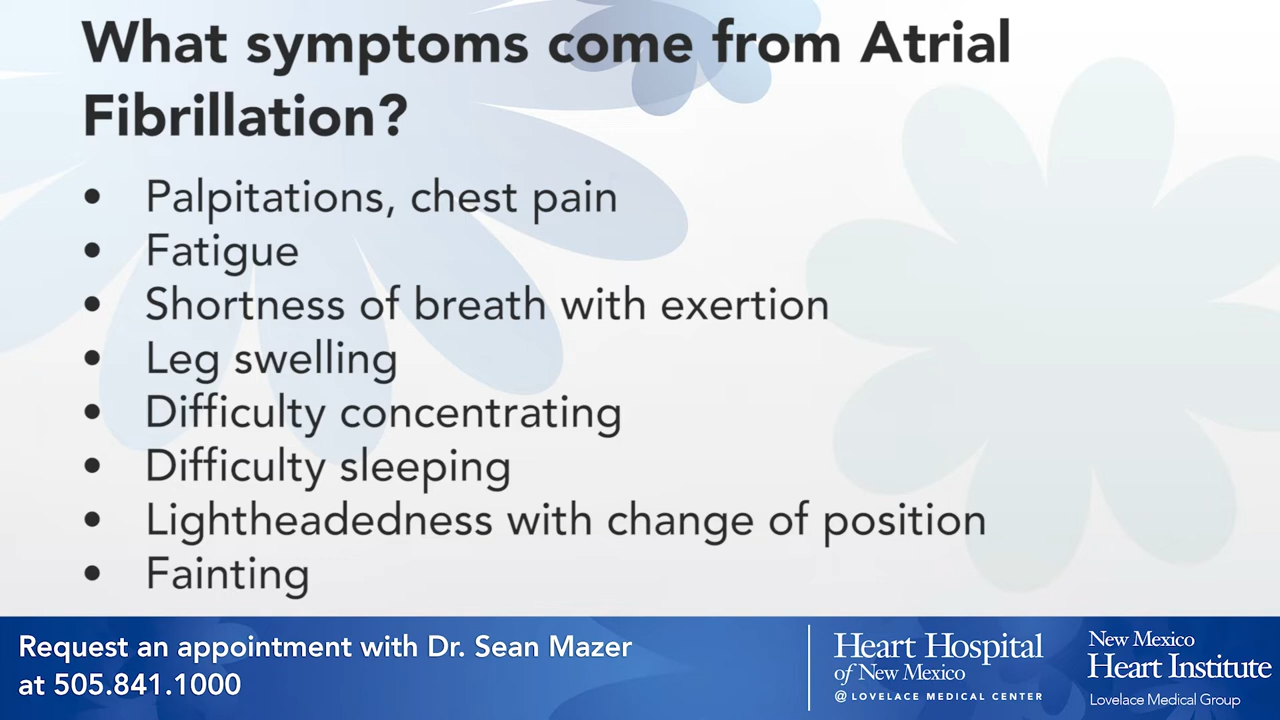 What symptoms come from Atrial
Fibrillation?
• Palpitations, chest pain
• Fatigue
• Shortness of breath with exertion
• Leg swelling
• Difficulty concentrating
• Difficulty sleeping
• Lightheadedness with change of position
• Fainting
Request an appointment with Dr. Sean Mazer
at 505.841.1000
Heart Hospital
of New Mexico
@ LOVELACE MEDICAL CENTER
New Mexico
Heart Institute
Lovelace Medical Group